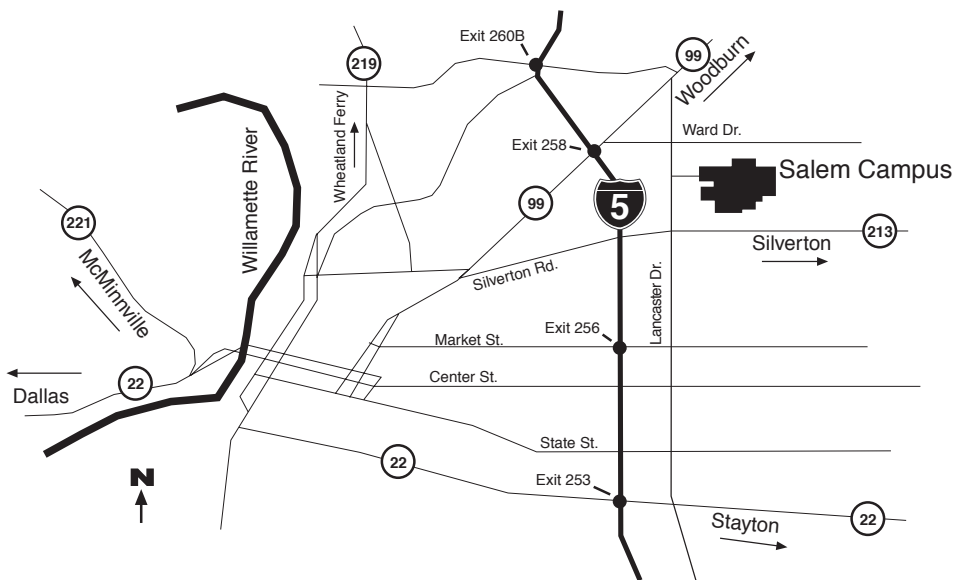 Exit 260B
99
Woodburn
219
Wheatland Ferry
Ward Dr.
Exit 258
Salem Campus
Willamette River
5
99
221
213
Silverton
McMinnville
Silverton Rd.
Lancaster Dr.
Exit 256
Market St.
22
Dallas
Center St.
State St.
22
N
Exit 253
Stayton
22